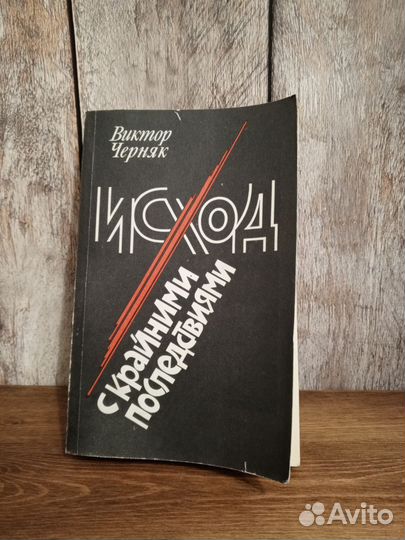 Виктор
Черняк
ИСХОД
с крайними
последствиями
Avito